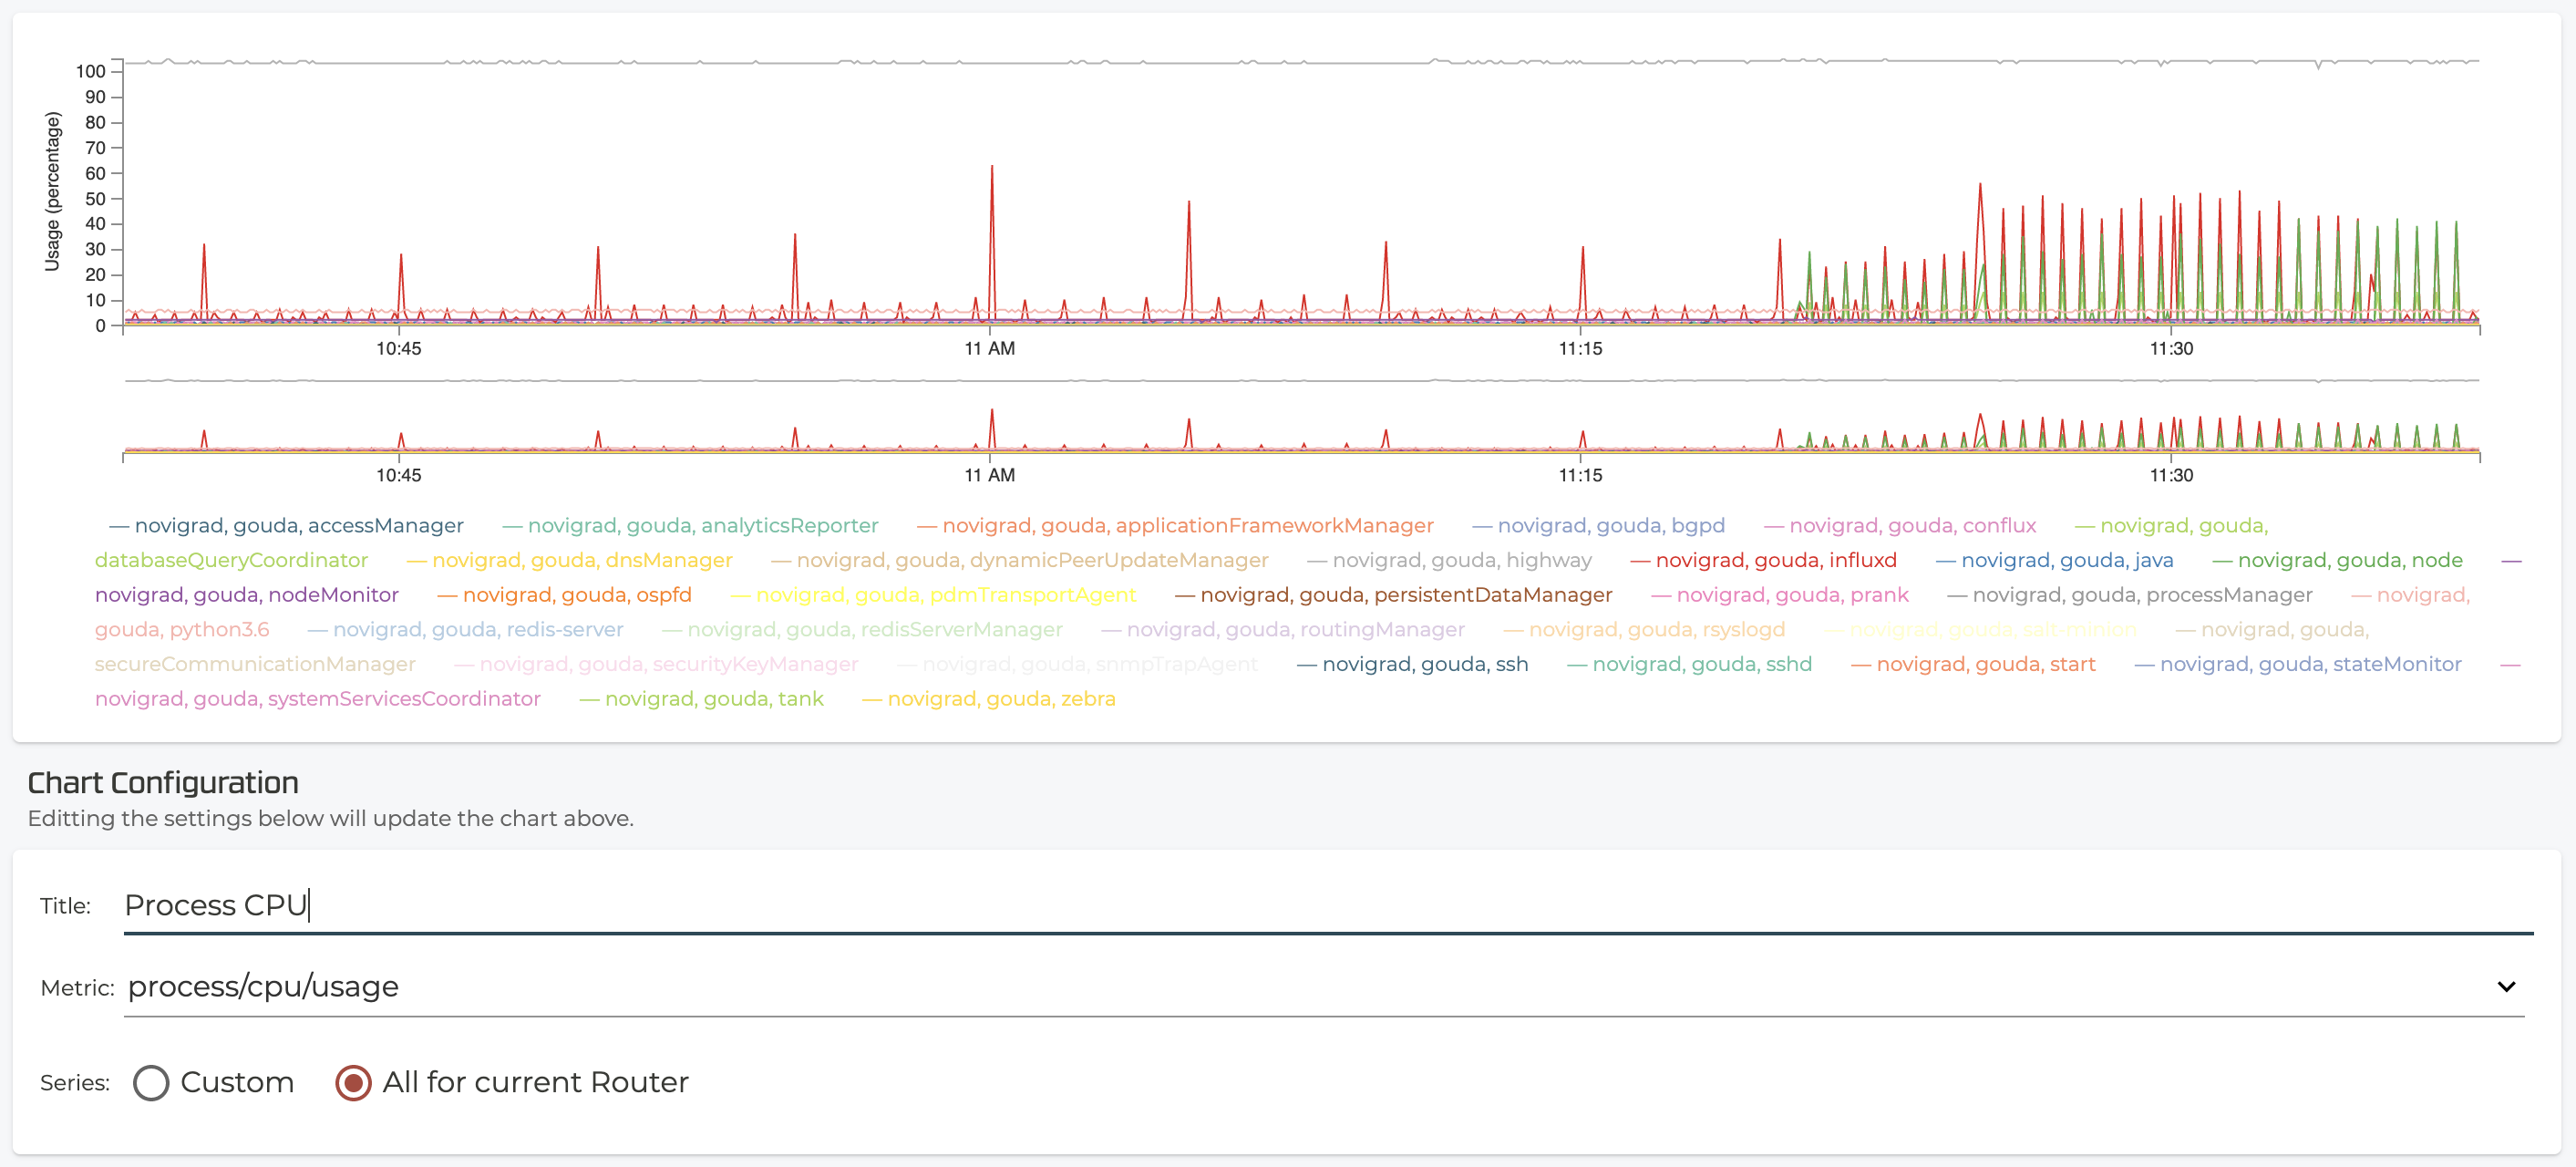 Usage (percentage)
100
90
80
70
60
50
40
30
20
10
0
10:45 11 AM 11:15 11:30
10:45 11 AM 11:15 11:30
— novigrad, gouda, accessManager — novigrad, gouda, analyticsReporter — novigrad, gouda, applicationFrameworkManager — novigrad, gouda, bgpd — novigrad, gouda, conflux — novigrad, gouda,
databaseQueryCoordinator — novigrad, gouda, dnsManager — novigrad, gouda, dynamicPeerUpdateManager — novigrad, gouda, highway — novigrad, gouda, influxd — novigrad, gouda, java — novigrad, gouda, node —
novigrad, gouda, nodeMonitor — novigrad, gouda, ospfd — novigrad, gouda, pdmTransportAgent — novigrad, gouda, persistentDataManager — novigrad, gouda, prank — novigrad, gouda, processManager — novigrad,
gouda, python3.6 — novigrad, gouda, redis-server — novigrad, gouda, redisServerManager — novigrad, gouda, routingManager — novigrad, gouda, rsyslogd — novigrad, gouda, salt-minion — novigrad, gouda,
secureCommunicationManager — novigrad, gouda, securityKeyManager — novigrad, gouda, snmpTrapAgent — novigrad, gouda, ssh — novigrad, gouda, sshd — novigrad, gouda, start — novigrad, gouda, stateMonitor —
novigrad, gouda, systemServicesCoordinator — novigrad, gouda, tank — novigrad, gouda, zebra
Chart Configuration
Editting the settings below will update the chart above.
Title: Process CPU
Metric: process/cpu/usage
Series: Custom All for current Router